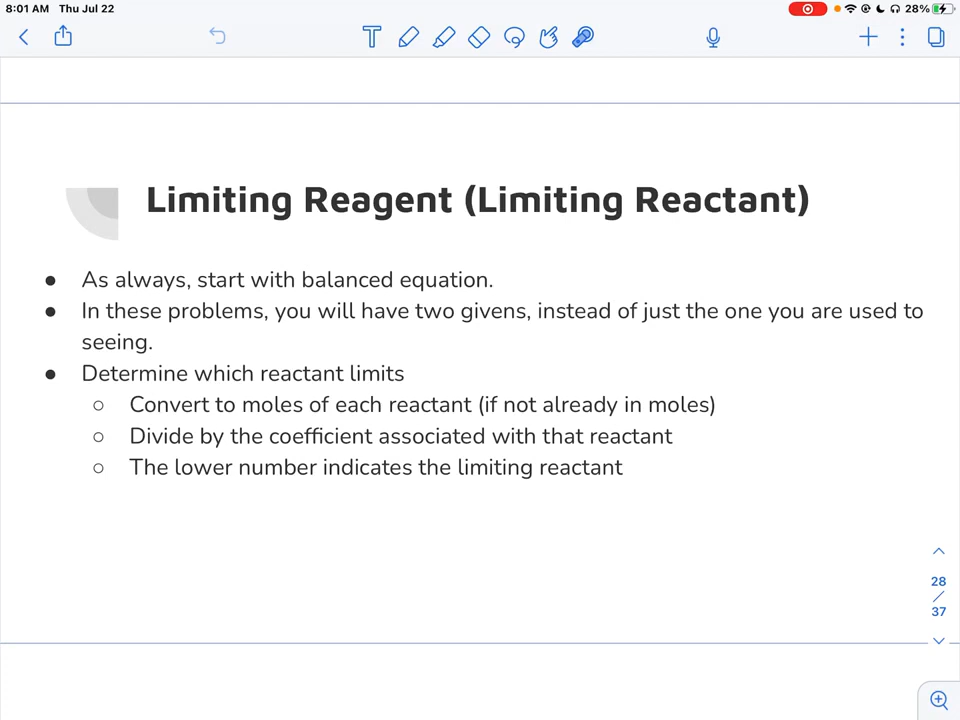 8:01 AM Thu Jul 22
28%
Limiting Reagent (Limiting Reactant)
● As always, start with balanced equation.
● In these problems, you will have two givens, instead of just the one you are used to
seeing.
● Determine which reactant limits
○ Convert to moles of each reactant (if not already in moles)
○ Divide by the coefficient associated with that reactant
○ The lower number indicates the limiting reactant
28
/
37